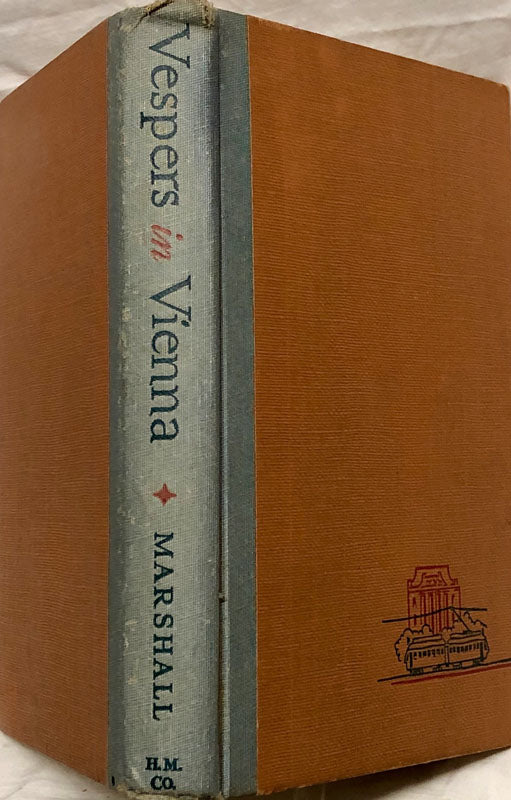 Vespers in Vienna
MARSHALL
H.M.
CO.